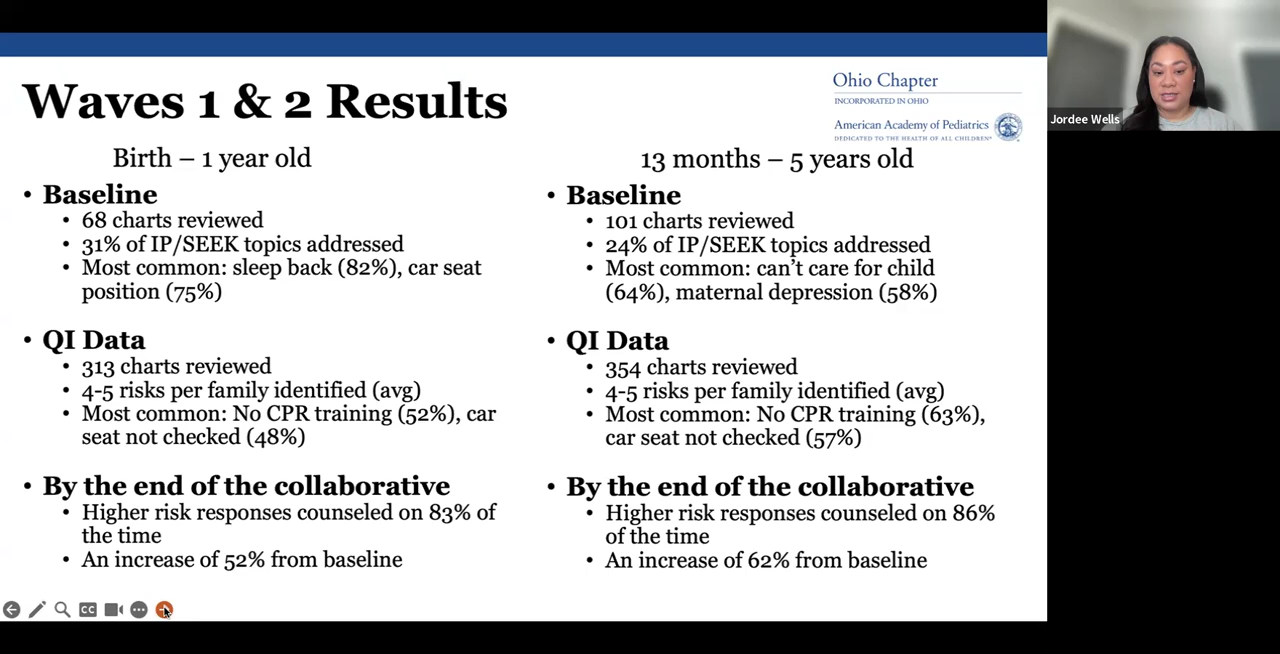 Waves 1 & 2 Results
Ohio Chapter
INCORPORATED IN OHIO
American Academy of Pediatrics
DEDICATED TO THE HEALTH OF ALL CHILDREN®
Jordee Wells
Birth – 1 year old
• Baseline
• 68 charts reviewed
• 31% of IP/SEEK topics addressed
• Most common: sleep back (82%), car seat
position (75%)
• QI Data
• 313 charts reviewed
• 4-5 risks per family identified (avg)
• Most common: No CPR training (52%), car
seat not checked (48%)
• By the end of the collaborative
• Higher risk responses counseled on 83% of
the time
• An increase of 52% from baseline
13 months – 5 years old
• Baseline
• 101 charts reviewed
• 24% of IP/SEEK topics addressed
• Most common: can’t care for child
(64%), maternal depression (58%)
• QI Data
• 354 charts reviewed
• 4-5 risks per family identified (avg)
• Most common: No CPR training (63%),
car seat not checked (57%)
• By the end of the collaborative
• Higher risk responses counseled on 86%
of the time
• An increase of 62% from baseline
CC